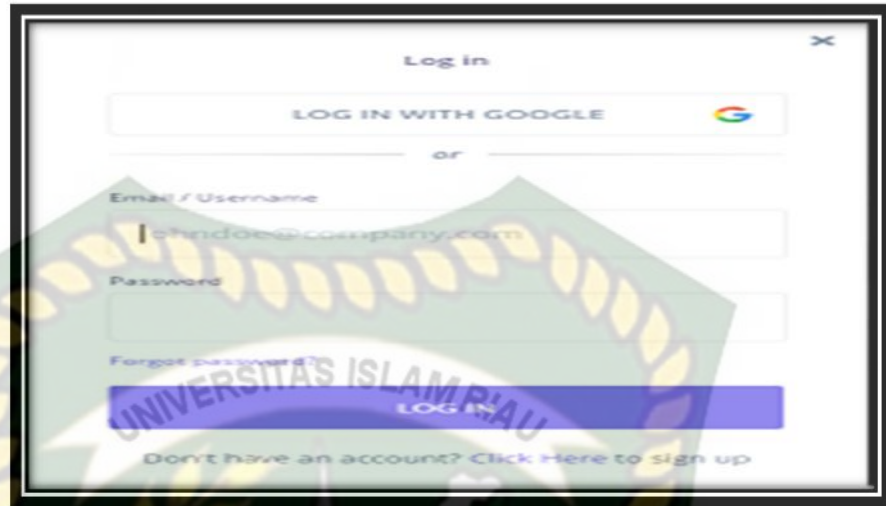 Log in
LOG IN WITH GOOGLE
or
Email / Username
johndoe@company.com
Password
Forgot password?
UNIVERSITAS ISLAM RIAU
LOG IN
Don't have an account? Click Here to sign up